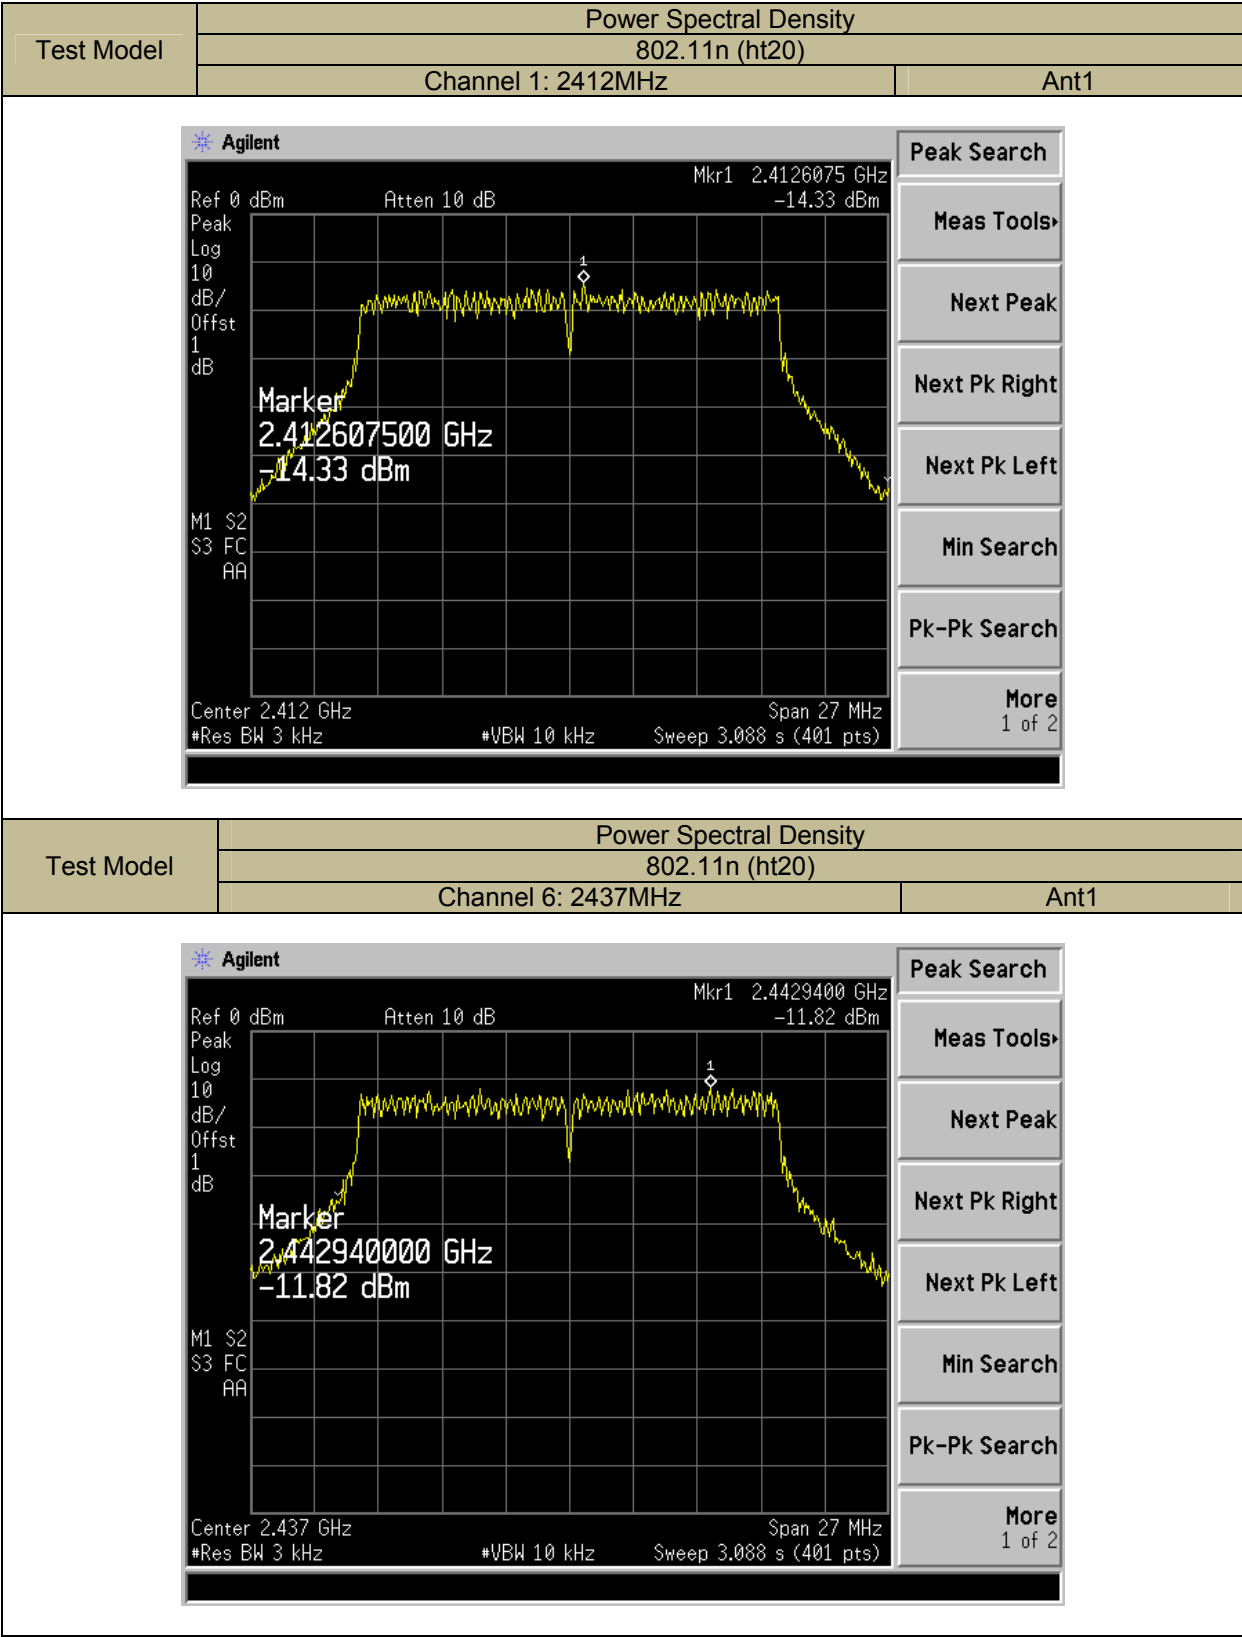 Test Model
Power Spectral Density
802.11n (ht20)
Channel 1: 2412MHz
Ant1
Agilent
Peak Search
Mkr1 2.4126075 GHz
Ref 0 dBm
Atten 10 dB
-14.33 dBm
Peak
Log
10
dB/
Offst
1
dB
1
Marker
2.412607500 GHz
-14.33 dBm
M1 S2
S3 FC
AA
Center 2.412 GHz
Span 27 MHz
#Res BW 3 kHz
#VBW 10 kHz
Sweep 3.088 s (401 pts)
Meas Tools
Next Peak
Next Pk Right
Next Pk Left
Min Search
Pk-Pk Search
More
1 of 2
Test Model
Power Spectral Density
802.11n (ht20)
Channel 6: 2437MHz
Ant1
Agilent
Peak Search
Mkr1 2.4429400 GHz
Ref 0 dBm
Atten 10 dB
-11.82 dBm
Peak
Log
10
dB/
Offst
1
dB
1
Marker
2.442940000 GHz
-11.82 dBm
M1 S2
S3 FC
AA
Center 2.437 GHz
Span 27 MHz
#Res BW 3 kHz
#VBW 10 kHz
Sweep 3.088 s (401 pts)
Meas Tools
Next Peak
Next Pk Right
Next Pk Left
Min Search
Pk-Pk Search
More
1 of 2